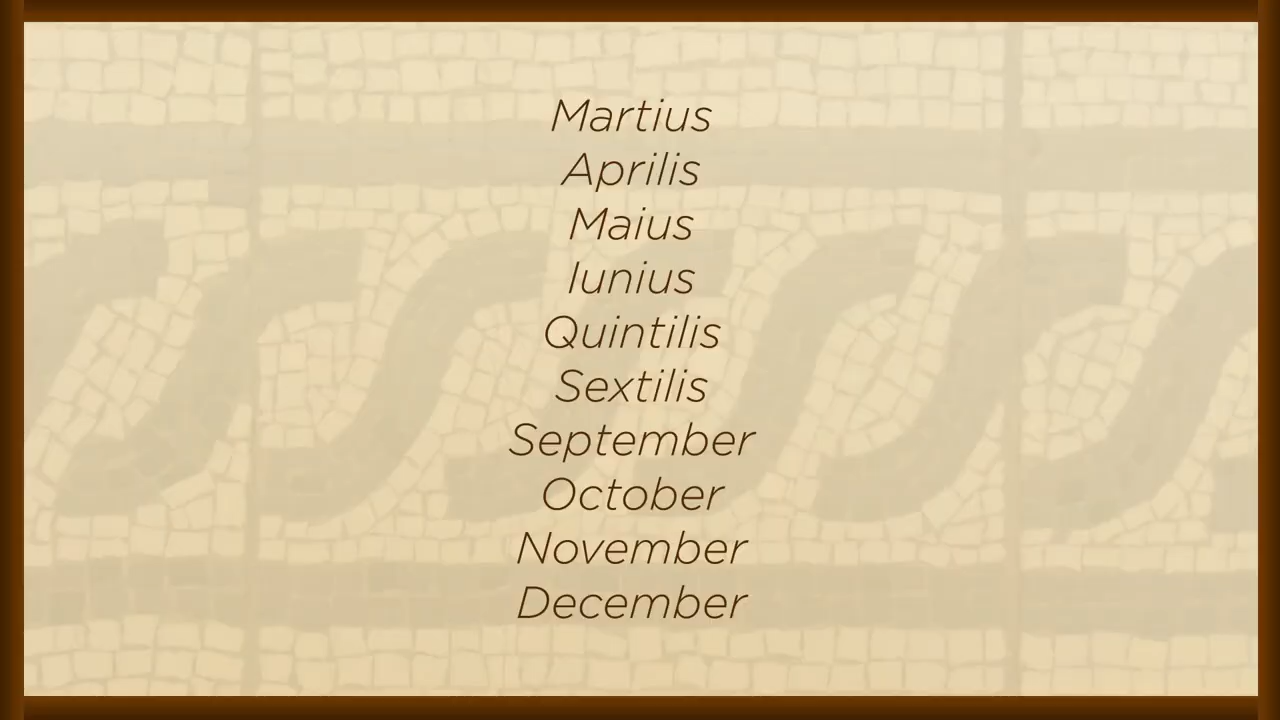 Martius
Aprilis
Maius
Iunius
Quintilis
Sextilis
September
October
November
December